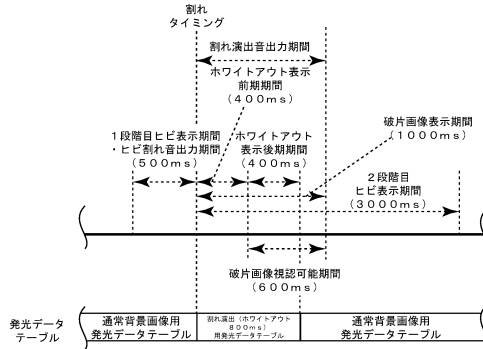 割れ
タイミング
割れ演出音出力期間
ホワイトアウト表示
前期期間
(400ms)
破片画像表示期間
(1000ms)
1段階目ヒビ表示期間
・ヒビ割れ音出力期間
(500ms)
ホワイトアウト
表示後期期間
(400ms)
2段階目
ヒビ表示期間
(3000ms)
破片画像視認可能期間
(600ms)
発光データ
テーブル
通常背景画像用
発光データテーブル
割れ演出(ホワイトアウト
800ms)
用発光データテーブル
通常背景画像用
発光データテーブル